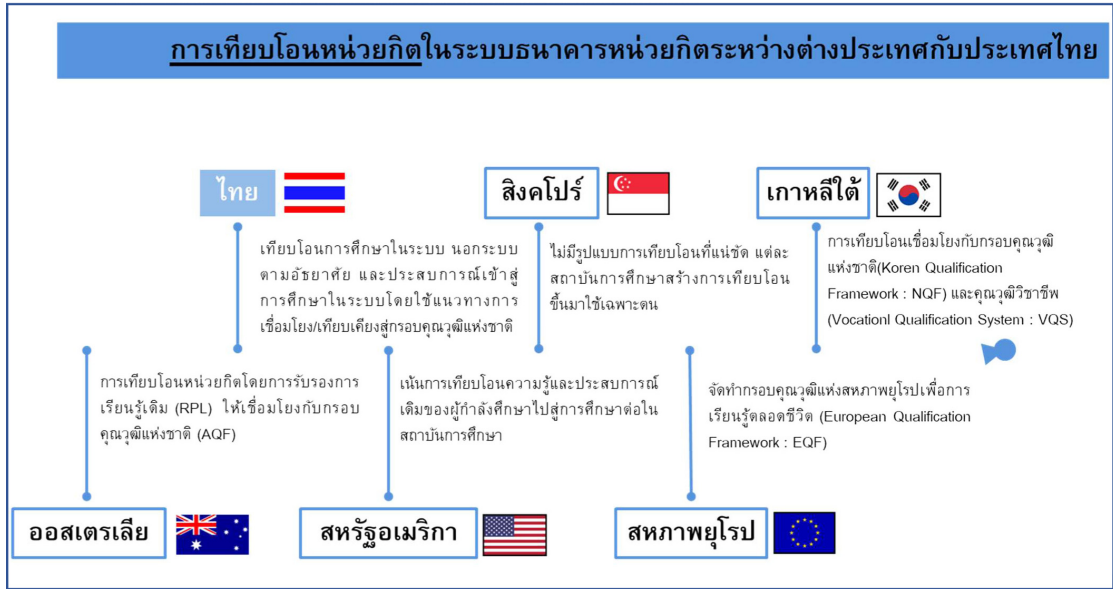 การเทียบโอนหน่วยกิตในระบบธนาคารหน่วยกิตระหว่างต่างประเทศกับประเทศไทย
ไทย
เทียบโอนการศึกษาในระบบ นอกระบบ
ตามอัธยาศัย และประสบการณ์เข้าสู่
การศึกษาในระบบโดยใช้แนวทางการ
เชื่อมโยง/เทียบเคียงสู่กรอบคุณวุฒิแห่งชาติ
สิงคโปร์
ไม่มีรูปแบบการเทียบโอนที่แน่ชัด แต่ละ
สถาบันการศึกษาสร้างการเทียบโอน
ขึ้นมาใช้เฉพาะตน
เกาหลีใต้
การเทียบโอนเชื่อมโยงกับกรอบคุณวุฒิ
แห่งชาติ(Koren Qualification
Framework : NQF) และคุณวุฒิวิชาชีพ
(Vocationl Qualification System : VQS)
การเทียบโอนหน่วยกิตโดยการรับรองการ
เรียนรู้เดิม (RPL) ให้เชื่อมโยงกับกรอบ
คุณวุฒิแห่งชาติ (AQF)
ออสเตรเลีย
เน้นการเทียบโอนความรู้และประสบการณ์
เดิมของผู้กำลังศึกษาไปสู่การศึกษาต่อใน
สถาบันการศึกษา
สหรัฐอเมริกา
จัดทำกรอบคุณวุฒิแห่งสหภาพยุโรปเพื่อการ
เรียนรู้ตลอดชีวิต (European Qualification
Framework : EQF)
สหภาพยุโรป